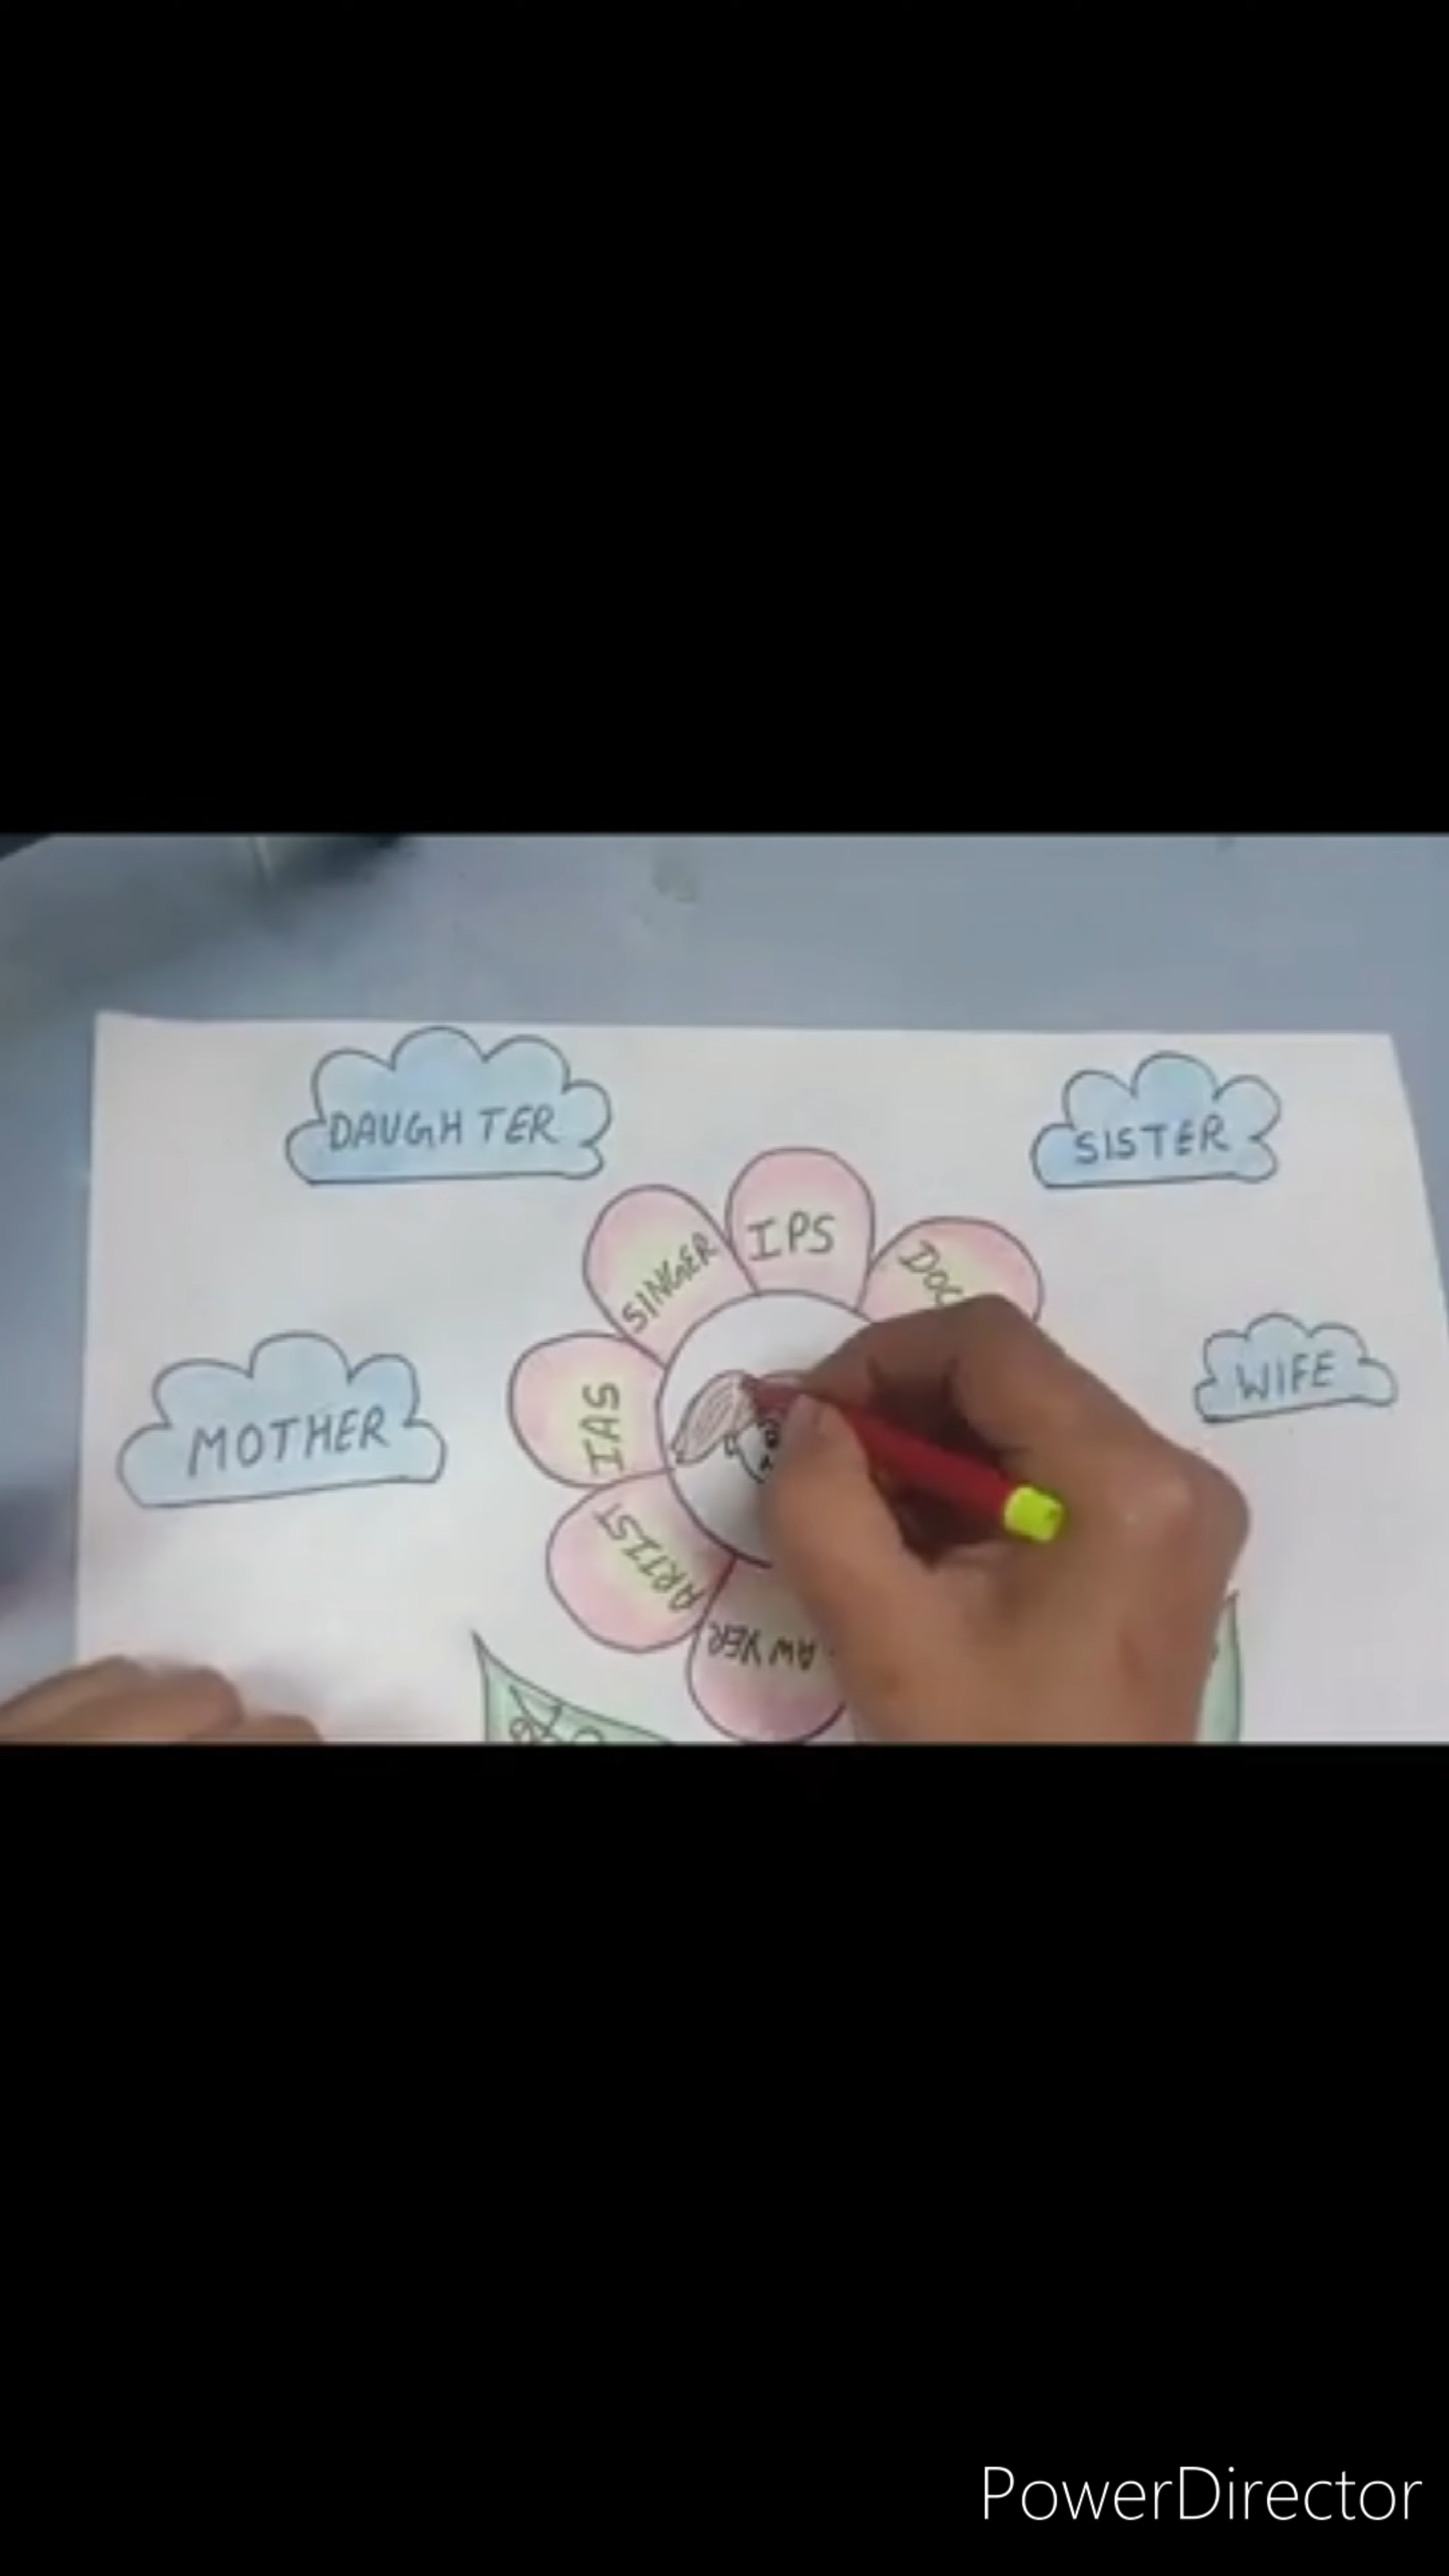 DAUGHTER
SISTER
IPS
SINGER
WIFE
MOTHER
IAS
ARTIST
PowerDirector